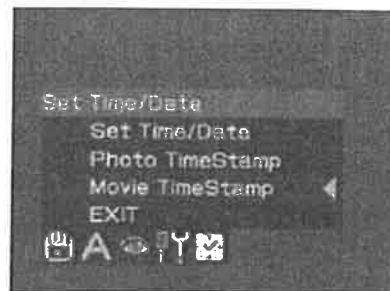 Set Time/Date
Set Time/Date
Photo TimeStamp
Movie TimeStamp
EXIT
A